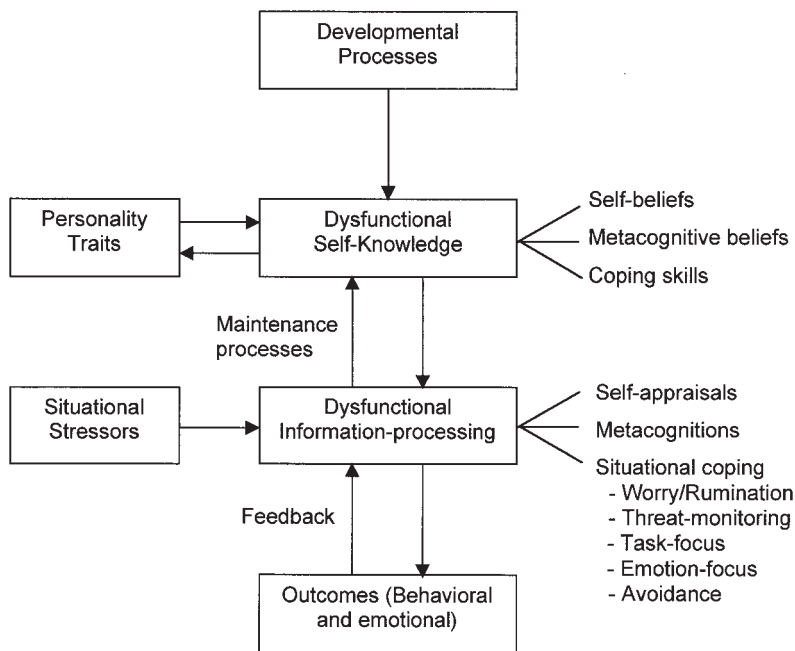 Developmental
Processes
Personality
Traits
Dysfunctional
Self-Knowledge
Self-beliefs
Metacognitive beliefs
Coping skills
Maintenance
processes
Situational
Stressors
Dysfunctional
Information-processing
Self-appraisals
Metacognitions
Situational coping
- Worry/Rumination
- Threat-monitoring
- Task-focus
- Emotion-focus
- Avoidance
Feedback
Outcomes (Behavioral
and emotional)